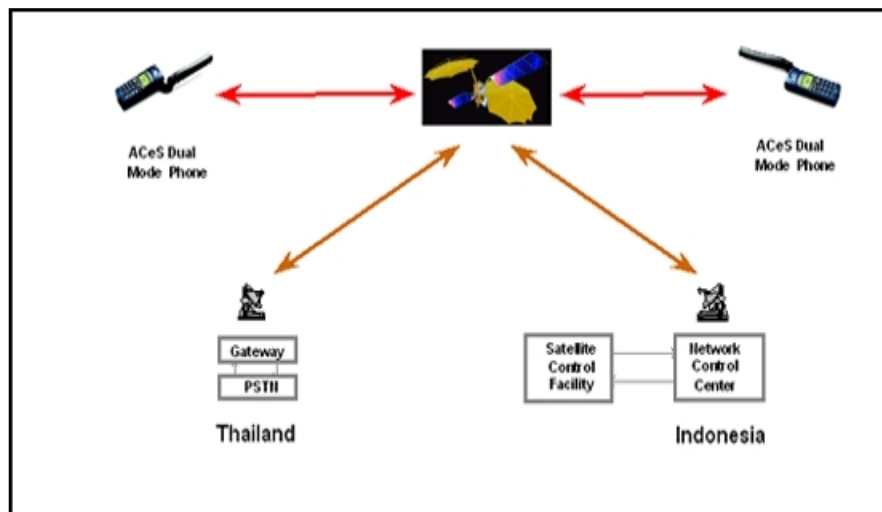 ACeS Dual
Mode Phone
ACeS Dual
Mode Phone
Gateway
PSTN
Thailand
Satellite
Control
Facility
Network
Control
Center
Indonesia